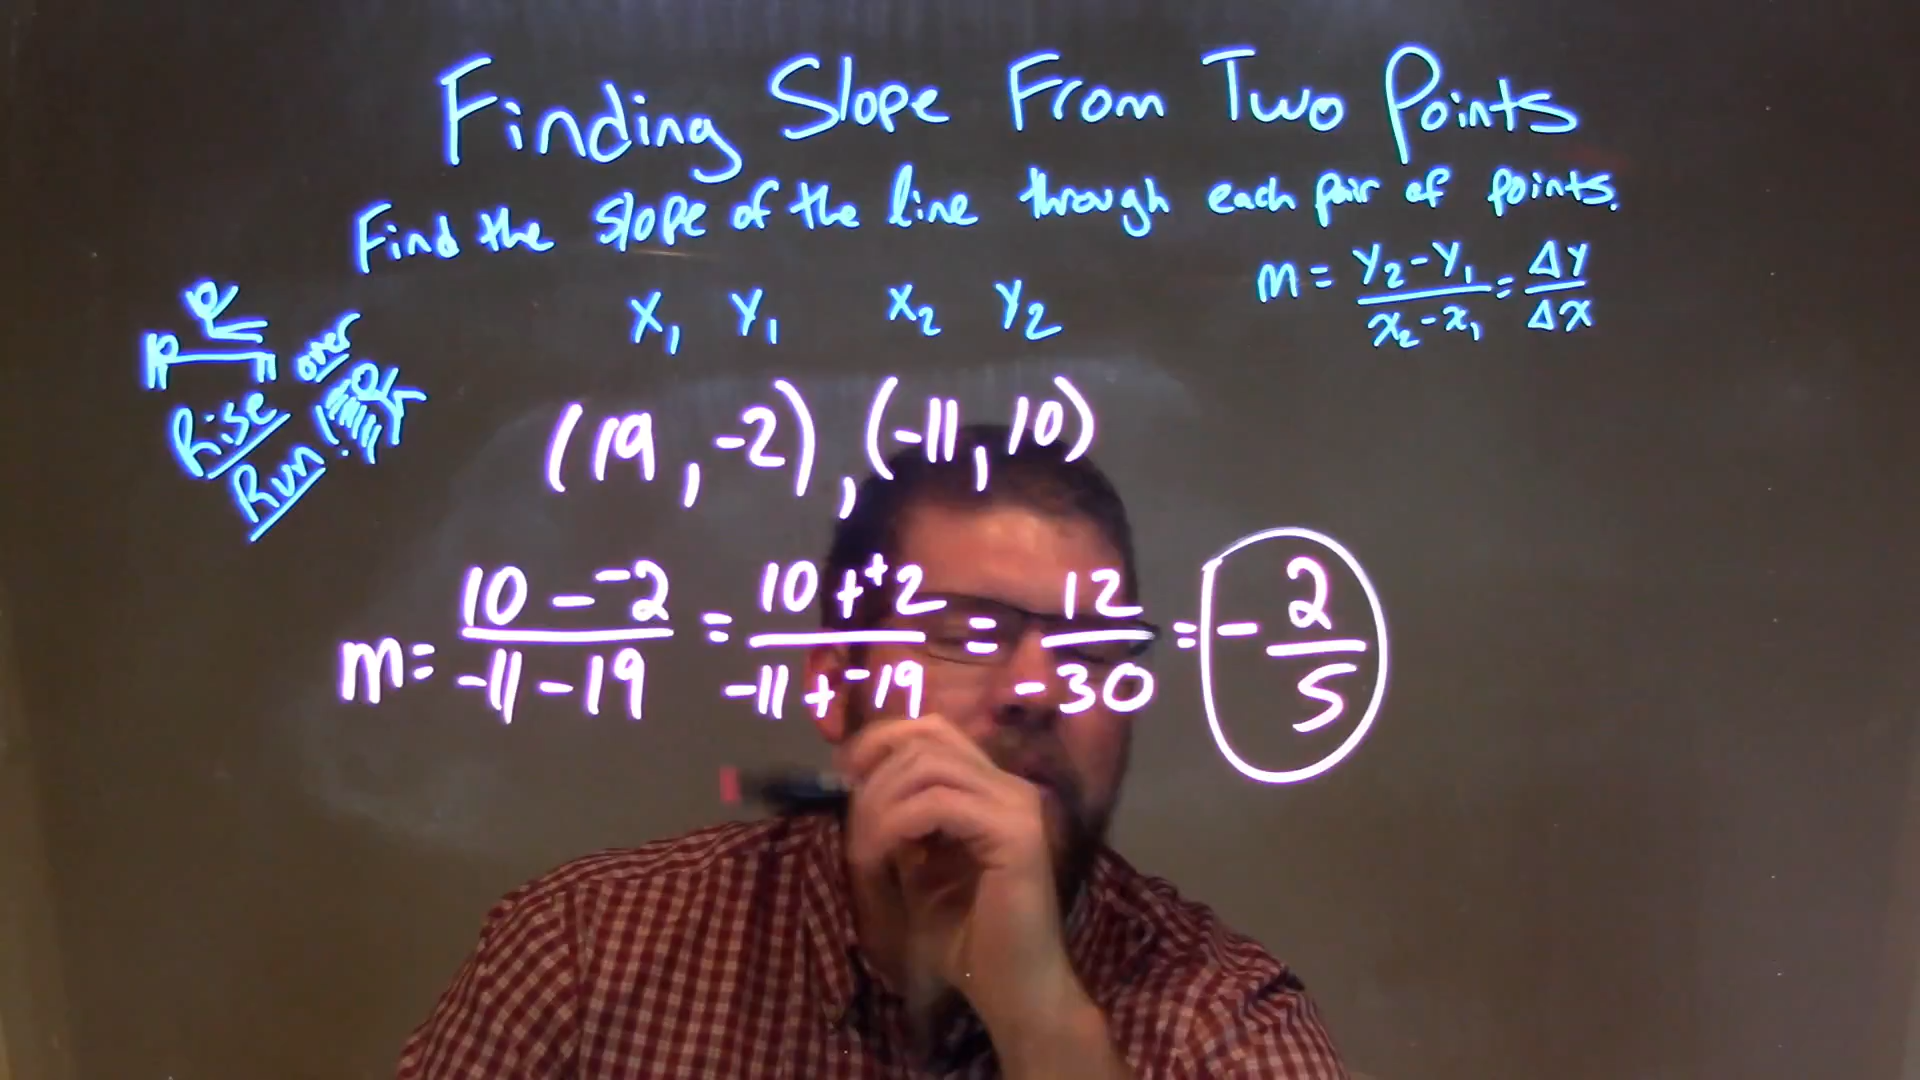 Finding Slope From Two Points
Find the slope of the line through each pair of points.
m = y₂ - y₁ / x₂ - x₁ = Δy / Δx
x₁ y₁ x₂ y₂
Rise over
Run
(19, -2), (-11, 10)
m = 10 - ⁻2 / -11 - 19 = 10 + ⁺2 / -11 + ⁻19 = 12 / -30 = - 2 / 5